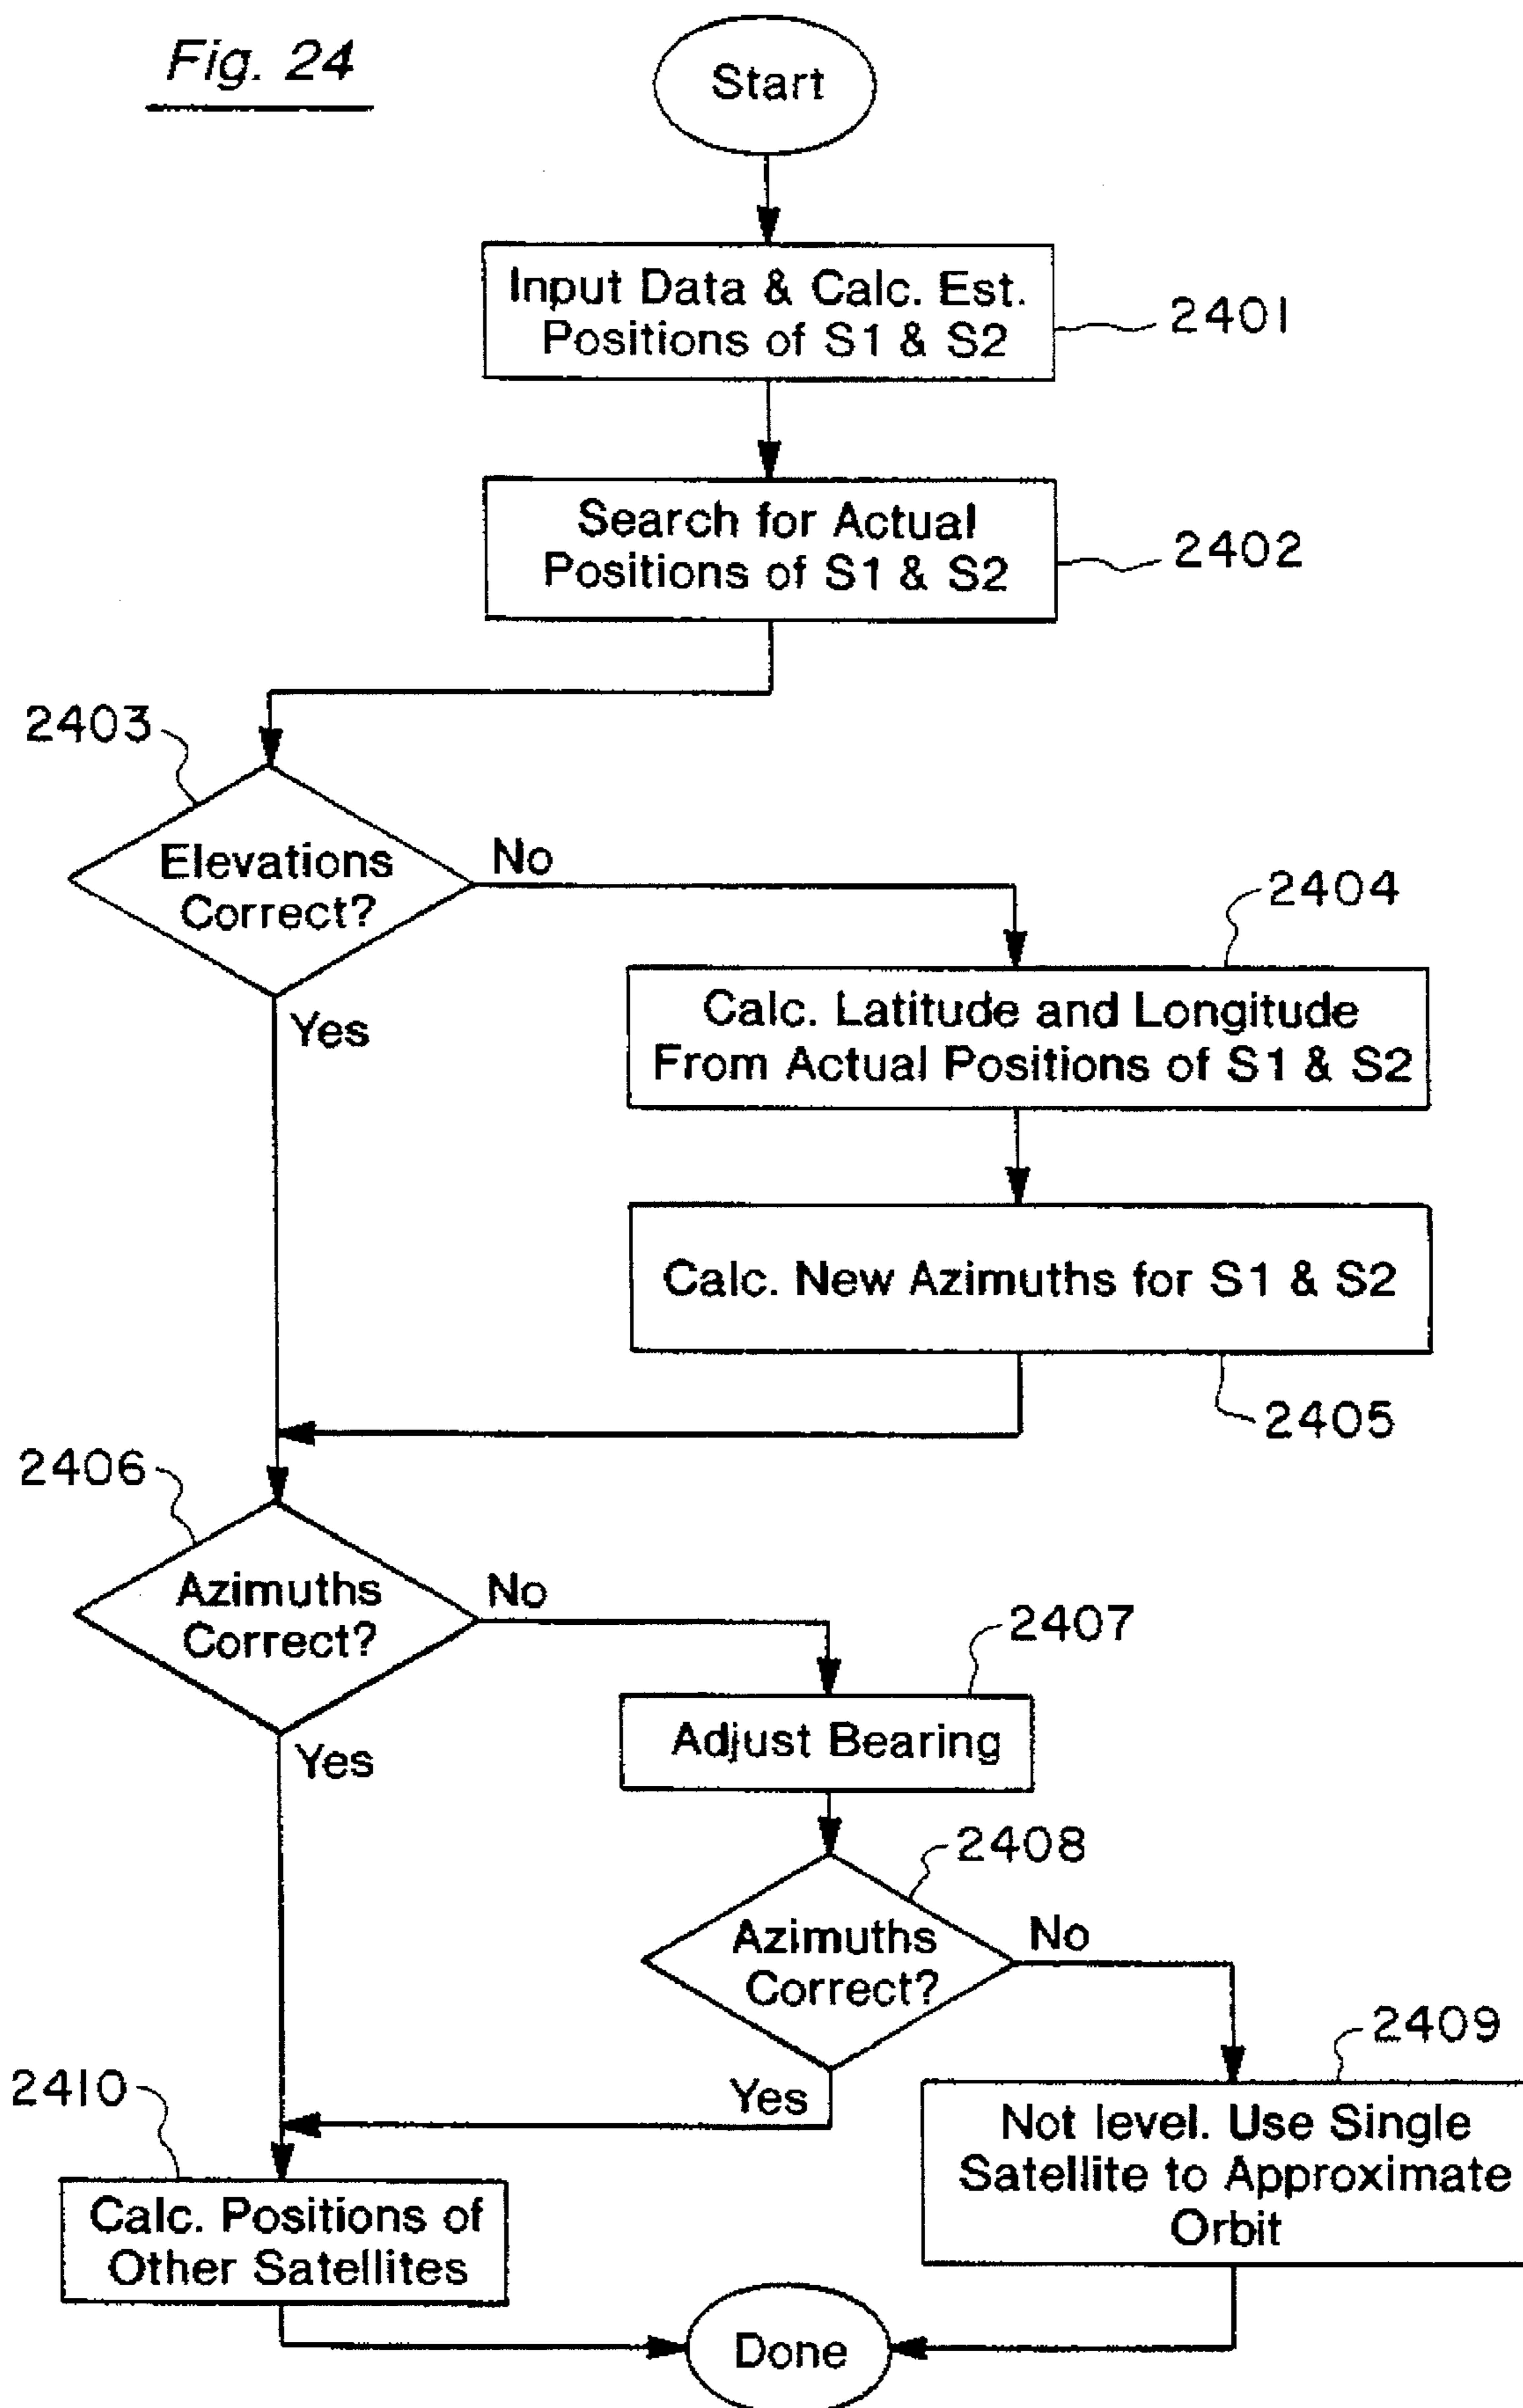 Fig. 24
Start
Input Data & Calc. Est.
Positions of S1 & S2
2401
Search for Actual
Positions of S1 & S2
2402
2403
Elevations
Correct?
No
Yes
2404
Calc. Latitude and Longitude
From Actual Positions of S1 & S2
Calc. New Azimuths for S1 & S2
2405
2406
Azimuths
Correct?
No
Yes
2407
Adjust Bearing
2408
Azimuths
Correct?
No
Yes
2409
Not level. Use Single
Satellite to Approximate
Orbit
2410
Calc. Positions of
Other Satellites
Done